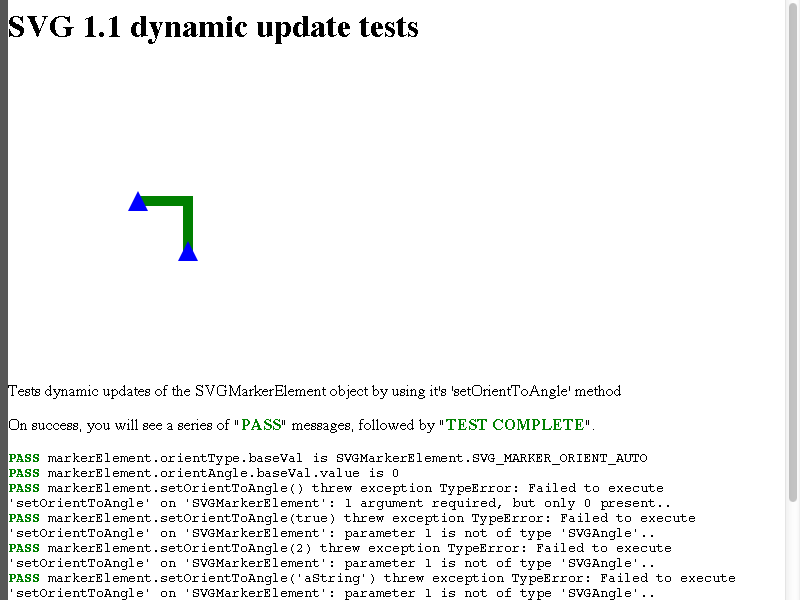 SVG 1.1 dynamic update tests
Tests dynamic updates of the SVGMarkerElement object by using it's 'setOrientToAngle' method
On success, you will see a series of "PASS" messages, followed by "TEST COMPLETE".
PASS markerElement.orientType.baseVal is SVGMarkerElement.SVG_MARKER_ORIENT_AUTO
PASS markerElement.orientAngle.baseVal.value is 0
PASS markerElement.setOrientToAngle() threw exception TypeError: Failed to execute
'setOrientToAngle' on 'SVGMarkerElement': 1 argument required, but only 0 present..
PASS markerElement.setOrientToAngle(true) threw exception TypeError: Failed to execute
'setOrientToAngle' on 'SVGMarkerElement': parameter 1 is not of type 'SVGAngle'..
PASS markerElement.setOrientToAngle(2) threw exception TypeError: Failed to execute
'setOrientToAngle' on 'SVGMarkerElement': parameter 1 is not of type 'SVGAngle'..
PASS markerElement.setOrientToAngle('aString') threw exception TypeError: Failed to execute
'setOrientToAngle' on 'SVGMarkerElement': parameter 1 is not of type 'SVGAngle'..